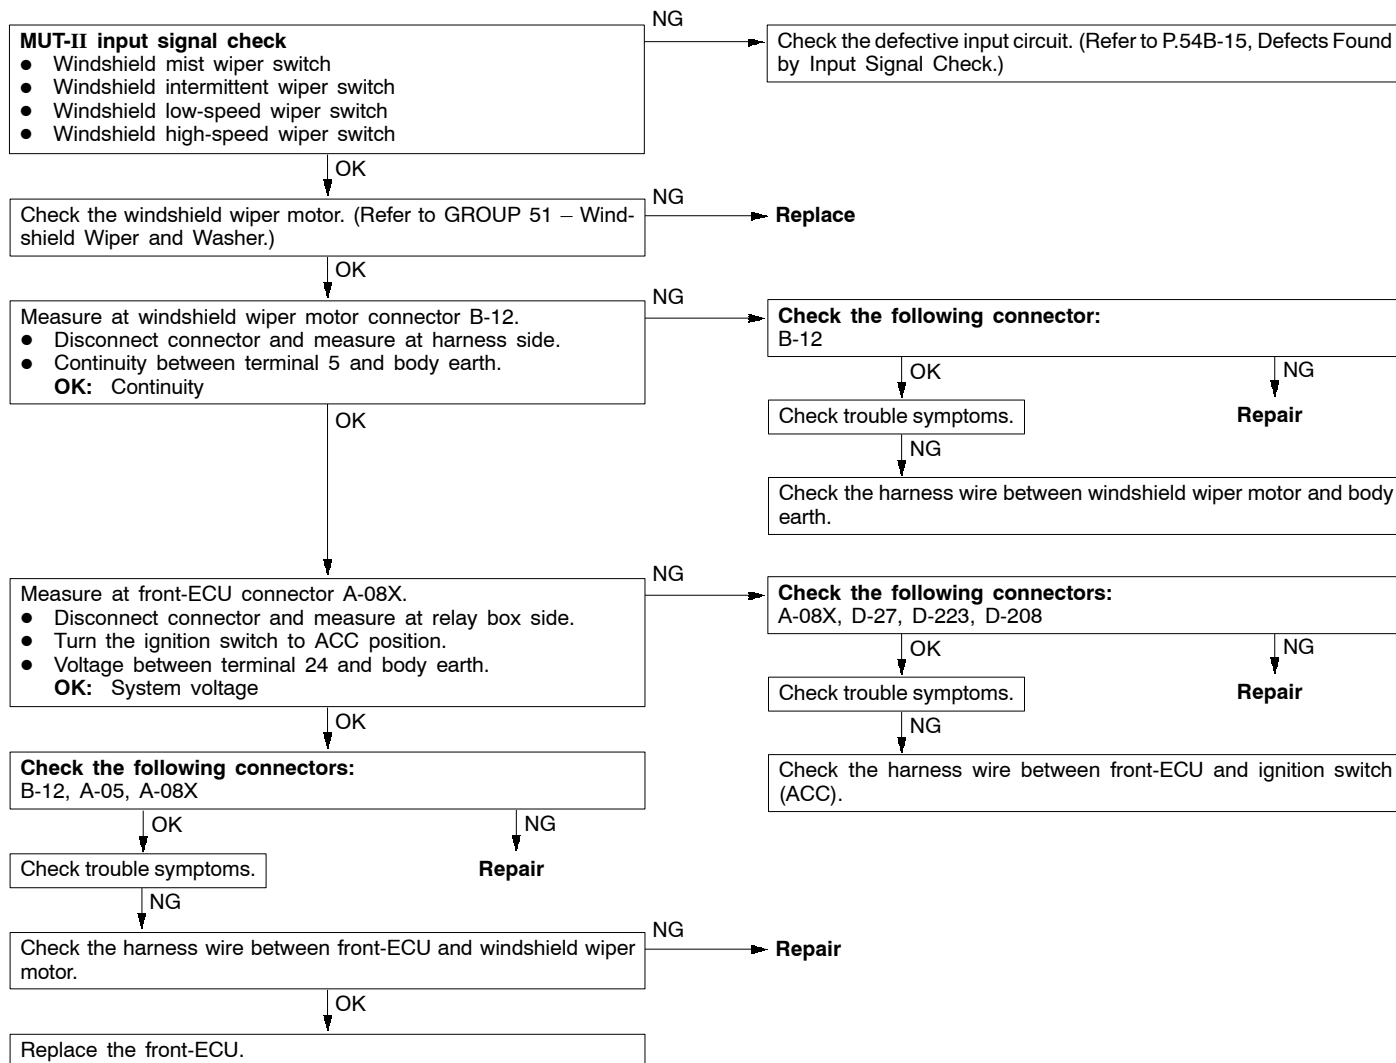 NG
MUT-II input signal check
● Windshield mist wiper switch
● Windshield intermittent wiper switch
● Windshield low-speed wiper switch
● Windshield high-speed wiper switch
Check the defective input circuit. (Refer to P.54B-15, Defects Found
by Input Signal Check.)
OK
NG
Check the windshield wiper motor. (Refer to GROUP 51 – Wind-
shield Wiper and Washer.)
Replace
OK
NG
Measure at windshield wiper motor connector B-12.
● Disconnect connector and measure at harness side.
● Continuity between terminal 5 and body earth.
OK: Continuity
Check the following connector:
B-12
OK
NG
OK
Check trouble symptoms.
Repair
NG
Check the harness wire between windshield wiper motor and body
earth.
NG
Measure at front-ECU connector A-08X.
● Disconnect connector and measure at relay box side.
● Turn the ignition switch to ACC position.
● Voltage between terminal 24 and body earth.
OK: System voltage
Check the following connectors:
A-08X, D-27, D-223, D-208
OK
NG
Check trouble symptoms.
Repair
OK
NG
Check the following connectors:
B-12, A-05, A-08X
Check the harness wire between front-ECU and ignition switch
(ACC).
OK
NG
Check trouble symptoms.
Repair
NG
NG
Check the harness wire between front-ECU and windshield wiper
motor.
Repair
OK
Replace the front-ECU.